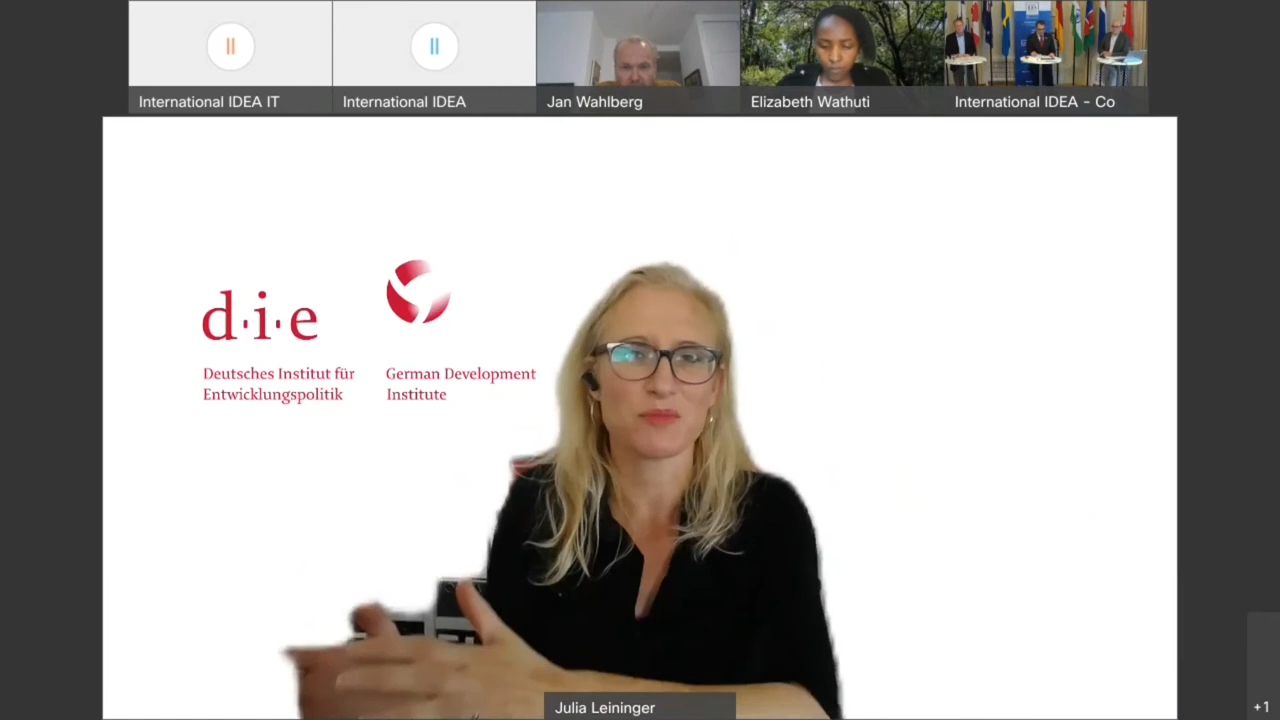 International IDEA IT
International IDEA
Jan Wahlberg
Elizabeth Wathuti
International IDEA - Co
d·i·e
Deutsches Institut für
Entwicklungspolitik
German Development
Institute
Julia Leininger
+1